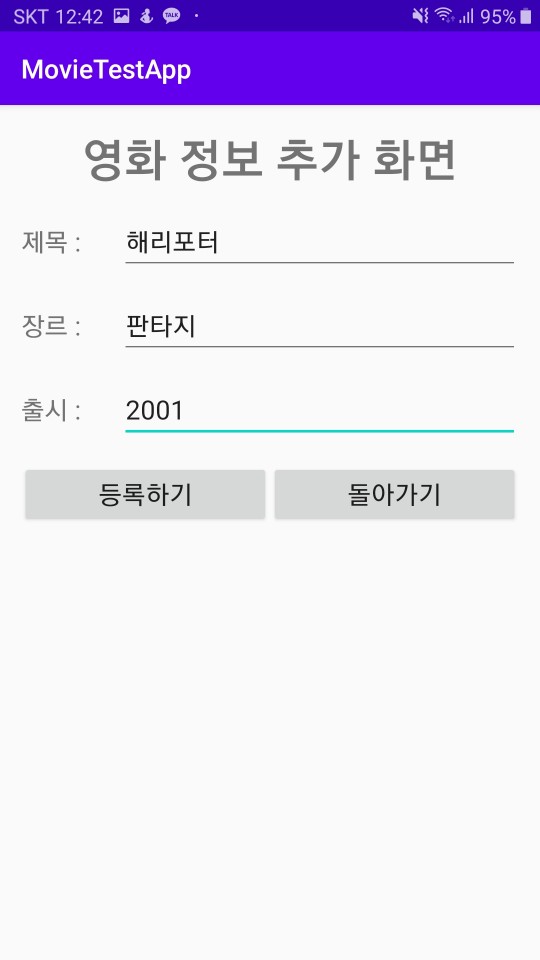 SKT 12:42 TALK 95%
MovieTestApp
영화 정보 추가 화면
제목 : 해리포터
장르 : 판타지
출시 : 2001
등록하기 돌아가기